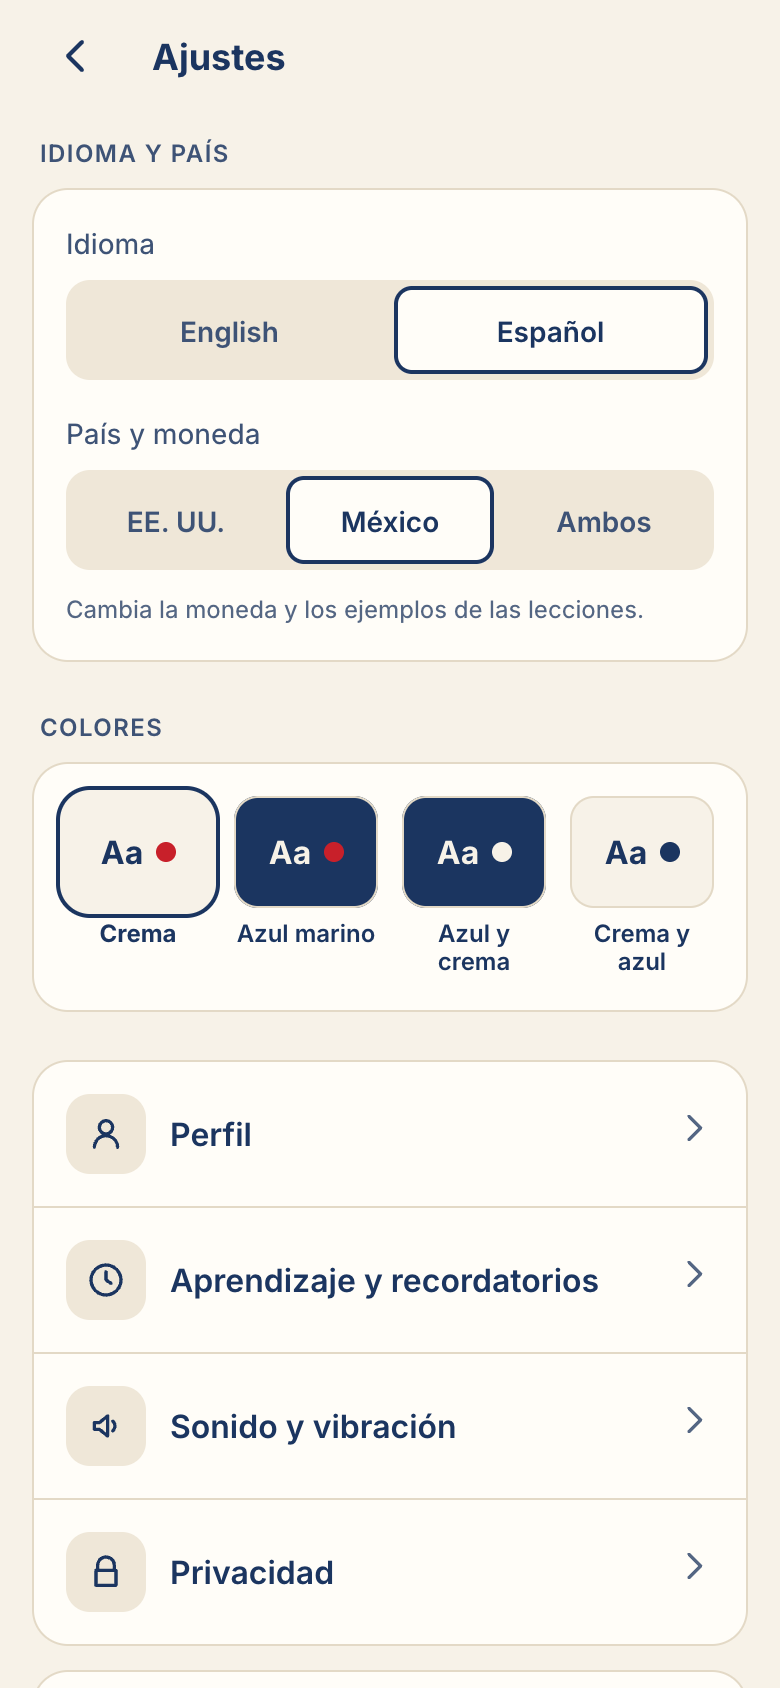 Ajustes
IDIOMA Y PAÍS
Idioma
English Español
País y moneda
EE. UU. México Ambos
Cambia la moneda y los ejemplos de las lecciones.
COLORES
Aa Aa Aa Aa
Crema Azul marino Azul y crema Crema y azul
Perfil
Aprendizaje y recordatorios
Sonido y vibración
Privacidad